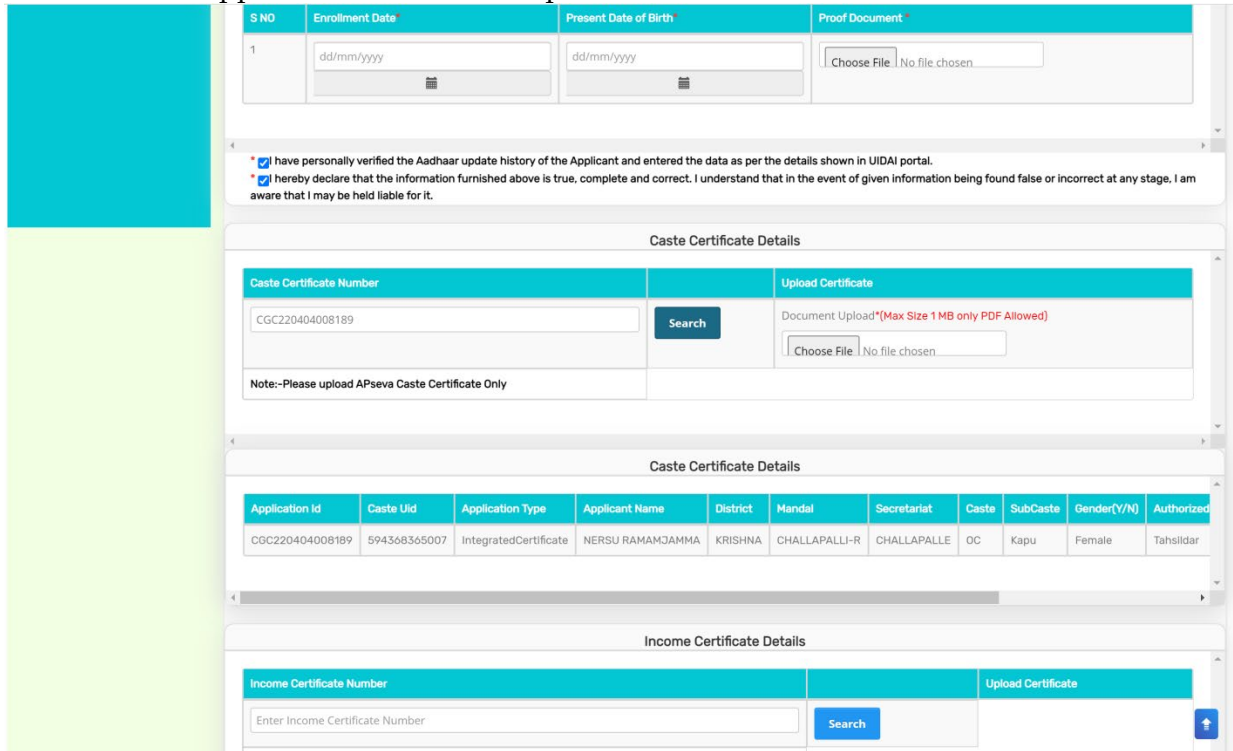 S NO Enrollment Date* Present Date of Birth* Proof Document *
1 dd/mm/yyyy dd/mm/yyyy Choose File No file chosen
* I have personally verified the Aadhaar update history of the Applicant and entered the data as per the details shown in UIDAI portal.
* I hereby declare that the information furnished above is true, complete and correct. I understand that in the event of given information being found false or incorrect at any stage, I am
aware that I may be held liable for it.
Caste Certificate Details
Caste Certificate Number Upload Certificate
CGC220404008189 Search Document Upload*(Max Size 1 MB only PDF Allowed)
Choose File No file chosen
Note:-Please upload APseva Caste Certificate Only
Caste Certificate Details
Application Id Caste Uid Application Type Applicant Name District Mandal Secretariat Caste SubCaste Gender(Y/N) Authorized
CGC220404008189 594368365007 IntegratedCertificate NERSU RAMAMJAMMA KRISHNA CHALLAPALLI-R CHALLAPALLE OC Kapu Female Tahsildar
Income Certificate Details
Income Certificate Number Upload Certificate
Enter Income Certificate Number Search